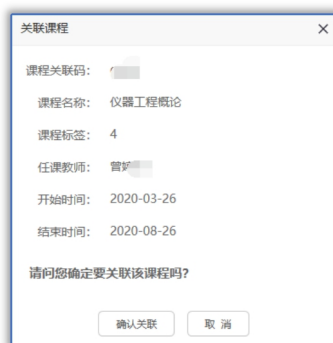 关联课程
课程关联码：
课程名称： 仪器工程概论
课程标签： 4
任课教师： 曾
开始时间： 2020-03-26
结束时间： 2020-08-26
请问您确定要关联该课程吗?
确认关联 取 消